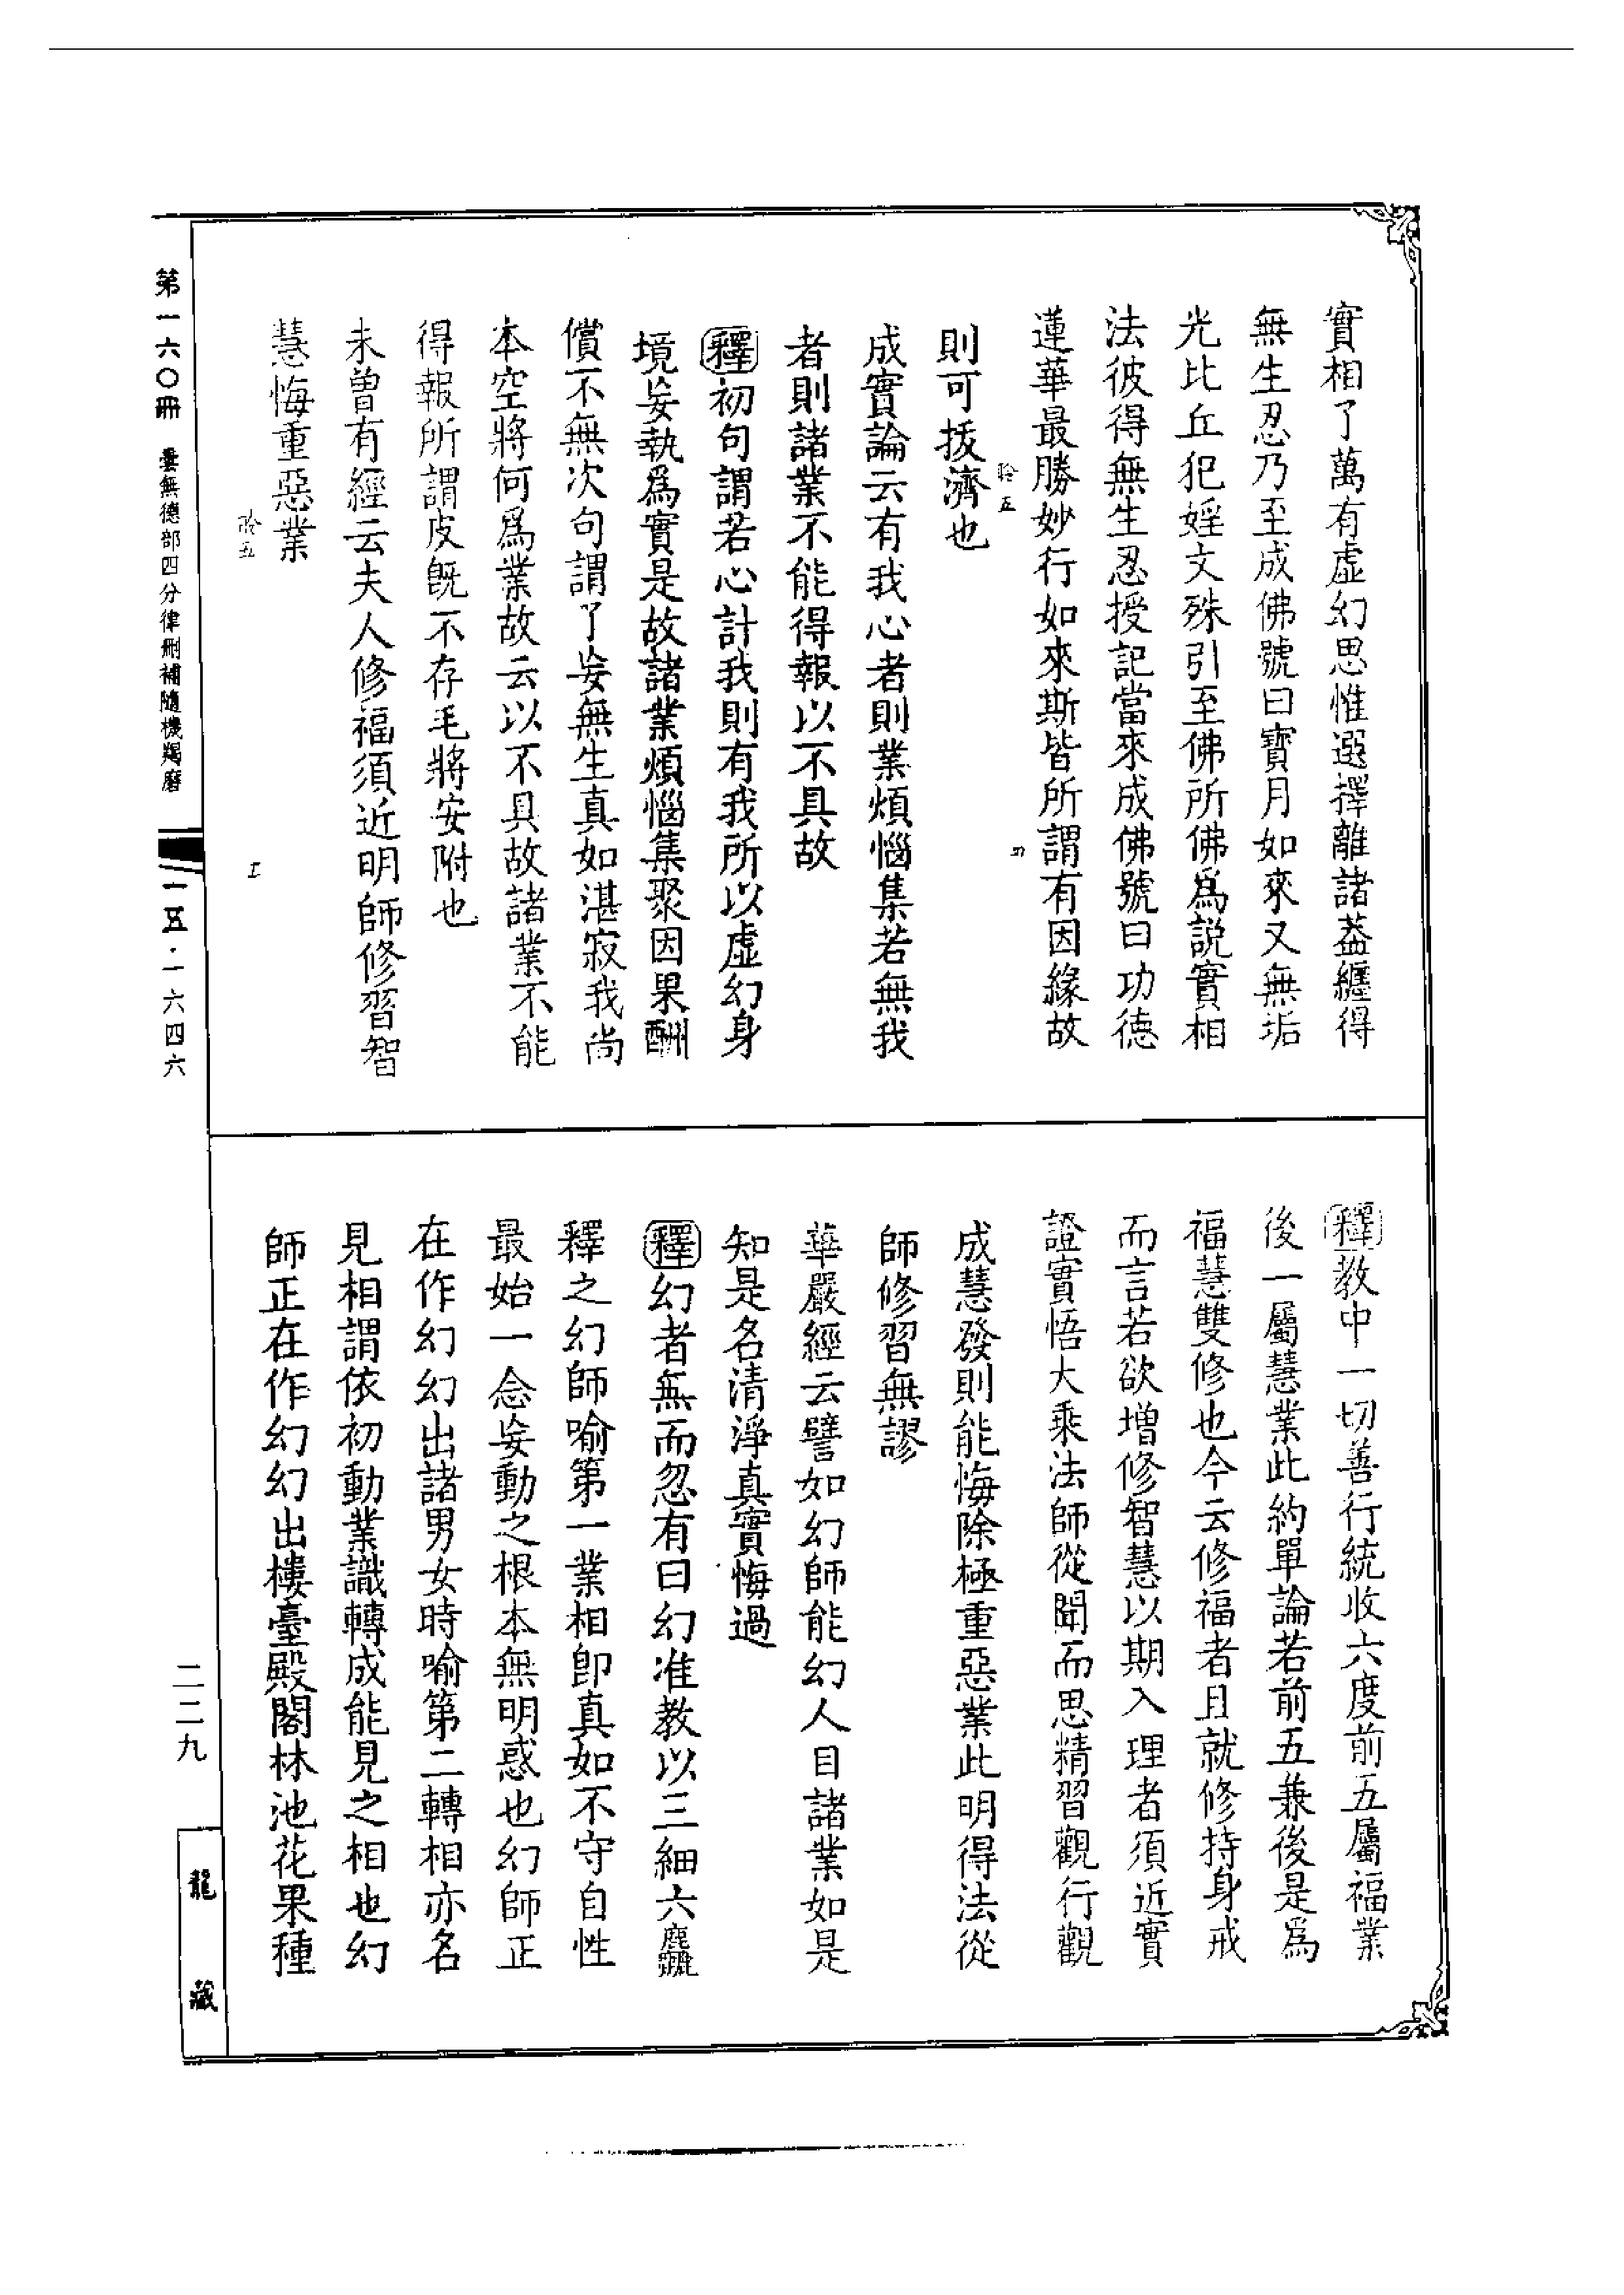 實相了萬有虛幻思惟選擇離諸葢纏得
無生忍乃至成佛號曰寶月如來又無垢
光比丘犯婬文殊引至佛所佛爲說實相
法彼得無生忍授記當來成佛號曰功德
蓮華最勝妙行如來斯皆所謂有因緣故
則可拔濟也
成實論云有我心者則業煩惱集若無我
者則諸業不能得報以不具故
釋初句謂若心計我則有我所以虛幻身
境妄執爲實是故諸業煩惱集聚因果酬
償不無次句謂了妄無生真如湛寂我尚
本空將何爲業故云以不具故諸業不能
得報所謂皮既不存毛將安附也
未曾有經云夫人修福須近明師修習智
慧悔重惡業
釋教中一切善行統收六度前五屬福業
後一屬慧業此約單論若前五兼後是爲
福慧雙修也今云修福者且就修持身戒
而言若欲增修智慧以期入理者須近實
證實悟大乘法師從聞而思精習觀行觀
成慧發則能悔除極重惡業此明得法從
師修習無謬
華嚴經云譬如幻師能幻人目諸業如是
知是名清淨真實悔過
釋幻者無而忽有曰幻准教以三細六麤
釋之幻師喻第一業相即真如不守自性
最始一念妄動之根本無明惑也幻師正
在作幻幻出諸男女時喻第二轉相亦名
見相謂依初動業識轉成能見之相也幻
師正在作幻幻出樓臺殿閣林池花果種
第一六〇冊 曇無德部四分律刪補隨機羯磨
一五·一六四六
二二九
龍藏